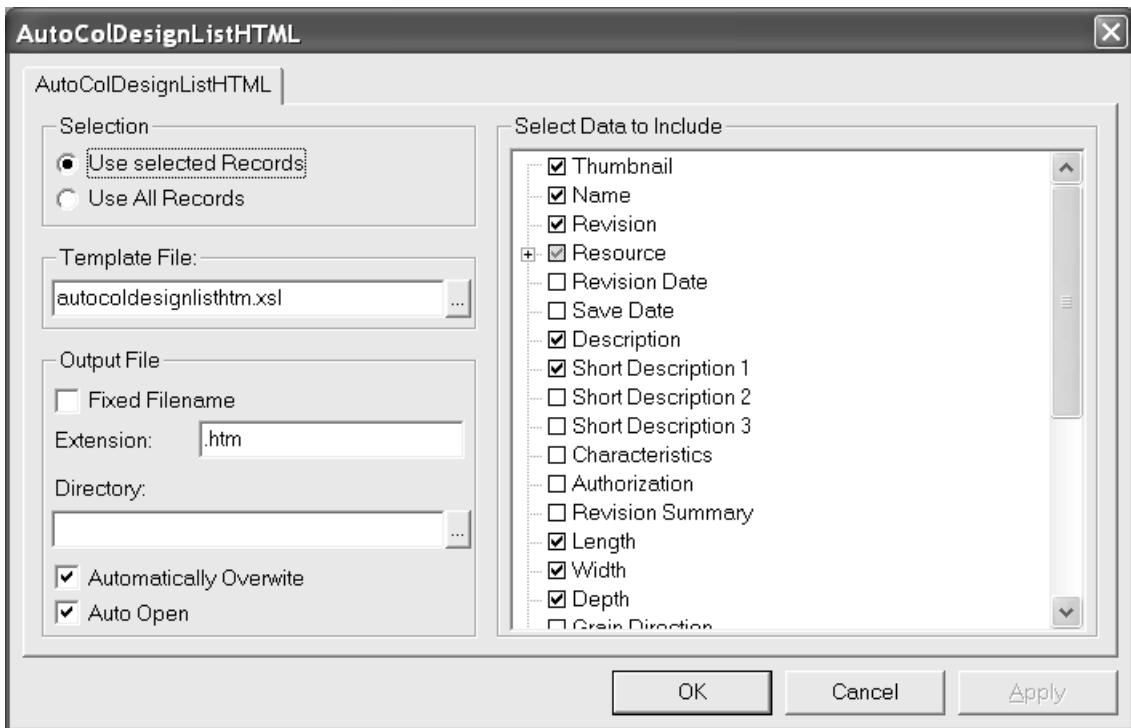 AutoColDesignListHTML
AutoColDesignListHTML
Selection
Use selected Records
Use All Records
Template File:
autocoldesignlisthtm.xsl
...
Output File
Fixed Filename
Extension:
.htm
Directory:
...
Automatically Overwite
Auto Open
Select Data to Include
Thumbnail
Name
Revision
Resource
Revision Date
Save Date
Description
Short Description 1
Short Description 2
Short Description 3
Characteristics
Authorization
Revision Summary
Length
Width
Depth
Grain Direction
OK
Cancel
Apply